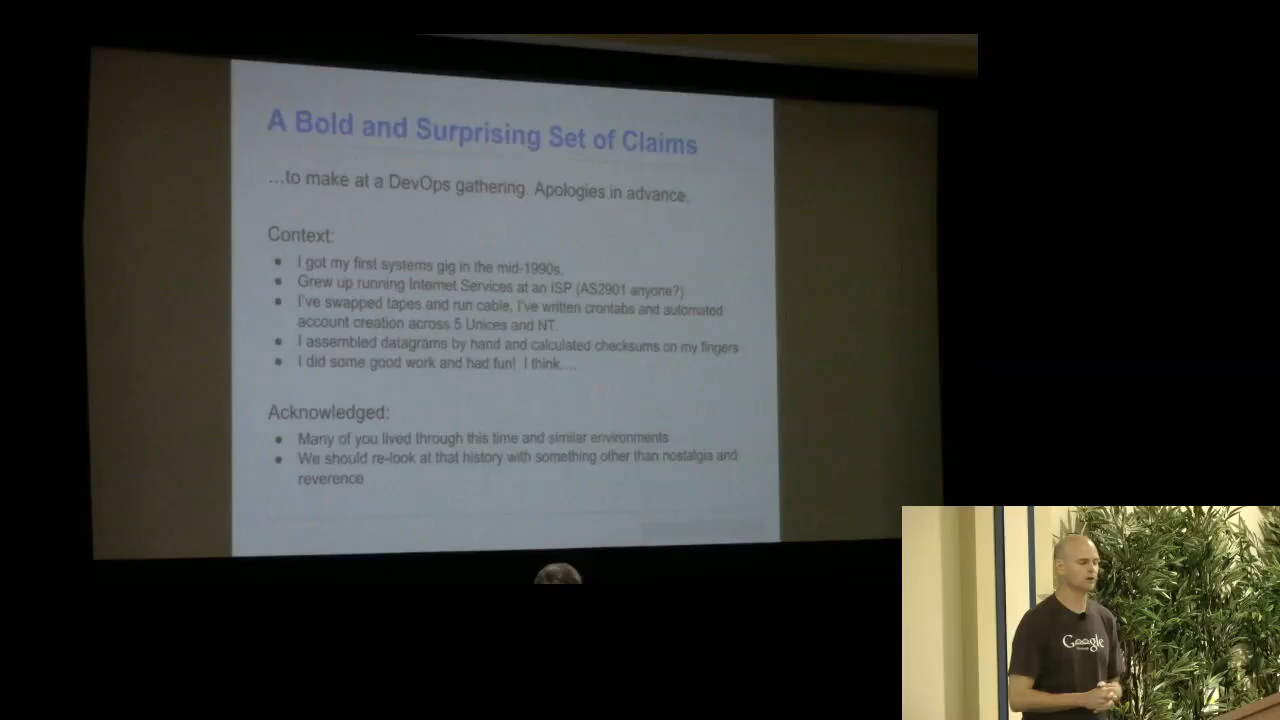 A Bold and Surprising Set of Claims
...to make at a DevOps gathering. Apologies in advance.
Context:
● I got my first systems gig in the mid-1990s.
● Grew up running Internet Services at an ISP (AS2901 anyone?)
● I've swapped tapes and run cable, I've written crontabs and automated
account creation across 5 Unices and NT.
● I assembled datagrams by hand and calculated checksums on my fingers
● I did some good work and had fun! I think....
Acknowledged:
● Many of you lived through this time and similar environments
● We should re-look at that history with something other than nostalgia and
reverence
Google